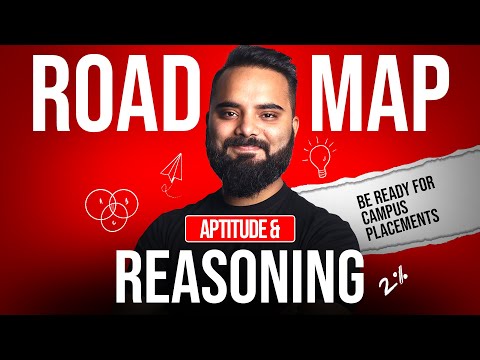 ROAD MAP
BE READY FOR
CAMPUS
PLACEMENTS
APTITUDE &
REASONING
2%